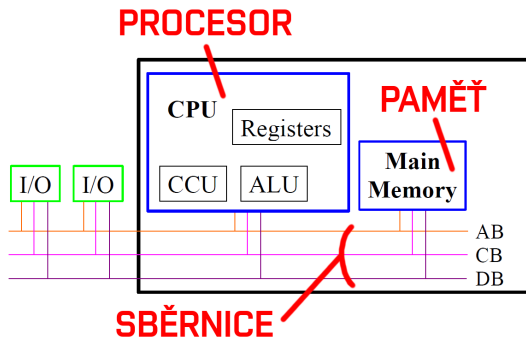 PROCESOR
CPU
Registers
CCU
ALU
PAMĚŤ
Main
Memory
I/O
I/O
AB
CB
DB
SBĚRNICE